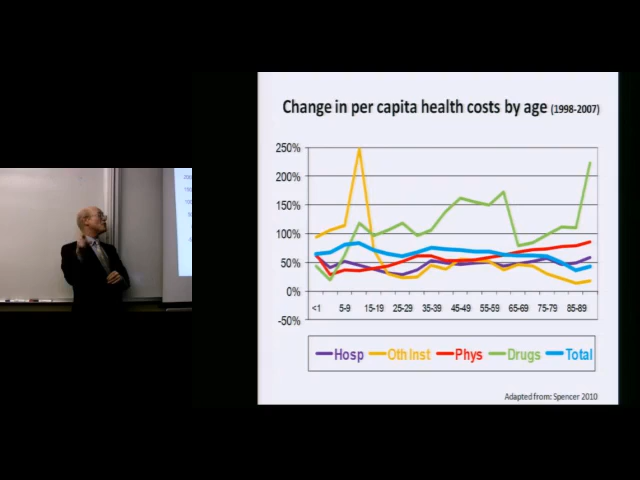 Change in per capita health costs by age (1998-2007)
250%
200%
150%
100%
50%
0%
-50%
<1 5-9 15-19 25-29 35-39 45-49 55-59 65-69 75-79 85-89
Hosp Oth Inst Phys Drugs Total
Adapted from: Spencer 2010